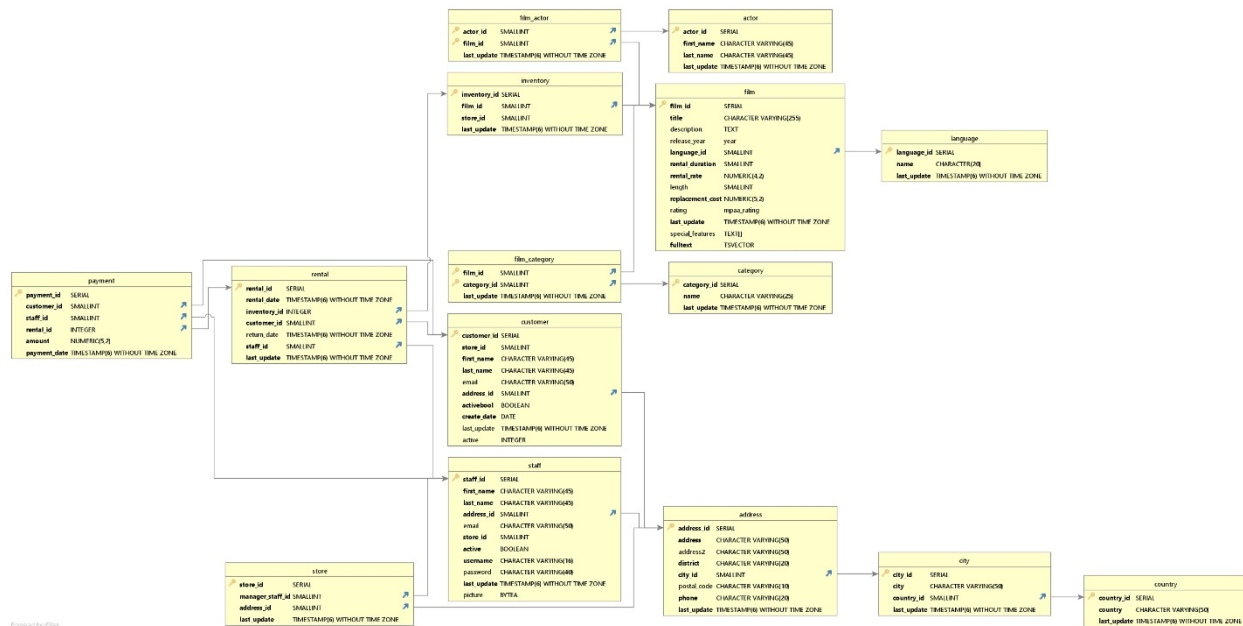 film_actor
actor_id SMALLINT
film_id SMALLINT
last_update TIMESTAMP(6) WITHOUT TIME ZONE
actor
actor_id SERIAL
first_name CHARACTER VARYING(45)
last_name CHARACTER VARYING(45)
last_update TIMESTAMP(6) WITHOUT TIME ZONE
inventory
inventory_id SERIAL
film_id SMALLINT
store_id SMALLINT
last_update TIMESTAMP(6) WITHOUT TIME ZONE
film
film_id SERIAL
title CHARACTER VARYING(255)
description TEXT
release_year year
language_id SMALLINT
rental_duration SMALLINT
rental_rate NUMERIC(4,2)
length SMALLINT
replacement_cost NUMERIC(5,2)
rating mpaa_rating
last_update TIMESTAMP(6) WITHOUT TIME ZONE
special_features TEXT[]
fulltext TSVECTOR
language
language_id SERIAL
name CHARACTER(20)
last_update TIMESTAMP(6) WITHOUT TIME ZONE
film_category
film_id SMALLINT
category_id SMALLINT
last_update TIMESTAMP(6) WITHOUT TIME ZONE
category
category_id SERIAL
name CHARACTER VARYING(25)
last_update TIMESTAMP(6) WITHOUT TIME ZONE
payment
payment_id SERIAL
customer_id SMALLINT
staff_id SMALLINT
rental_id INTEGER
amount NUMERIC(5,2)
payment_date TIMESTAMP(6) WITHOUT TIME ZONE
rental
rental_id SERIAL
rental_date TIMESTAMP(6) WITHOUT TIME ZONE
inventory_id INTEGER
customer_id SMALLINT
return_date TIMESTAMP(6) WITHOUT TIME ZONE
staff_id SMALLINT
last_update TIMESTAMP(6) WITHOUT TIME ZONE
customer
customer_id SERIAL
store_id SMALLINT
first_name CHARACTER VARYING(45)
last_name CHARACTER VARYING(45)
email CHARACTER VARYING(50)
address_id SMALLINT
activebool BOOLEAN
create_date DATE
last_update TIMESTAMP(6) WITHOUT TIME ZONE
active INTEGER
staff
staff_id SERIAL
first_name CHARACTER VARYING(45)
last_name CHARACTER VARYING(45)
address_id SMALLINT
email CHARACTER VARYING(50)
store_id SMALLINT
active BOOLEAN
username CHARACTER VARYING(16)
password CHARACTER VARYING(40)
last_update TIMESTAMP(6) WITHOUT TIME ZONE
picture BYTEA
store
store_id SERIAL
manager_staff_id SMALLINT
address_id SMALLINT
last_update TIMESTAMP(6) WITHOUT TIME ZONE
address
address_id SERIAL
address CHARACTER VARYING(50)
address2 CHARACTER VARYING(50)
district CHARACTER VARYING(20)
city_id SMALLINT
postal_code CHARACTER VARYING(10)
phone CHARACTER VARYING(20)
last_update TIMESTAMP(6) WITHOUT TIME ZONE
city
city_id SERIAL
city CHARACTER VARYING(50)
country_id SMALLINT
last_update TIMESTAMP(6) WITHOUT TIME ZONE
country
country_id SERIAL
country CHARACTER VARYING(50)
last_update TIMESTAMP(6) WITHOUT TIME ZONE